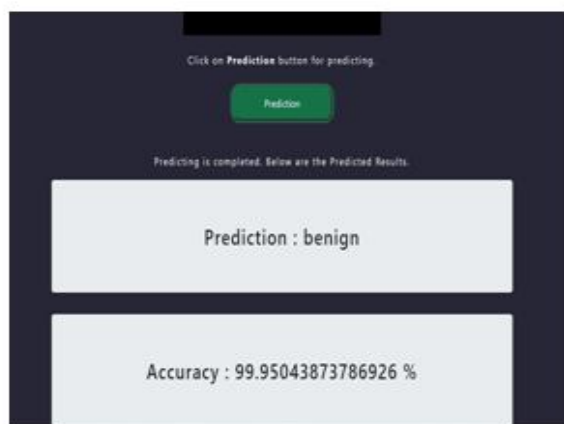 Click on Prediction button for predicting.
Prediction
Predicting is completed. Below are the Predicted Results.
Prediction : benign
Accuracy : 99.95043873786926 %